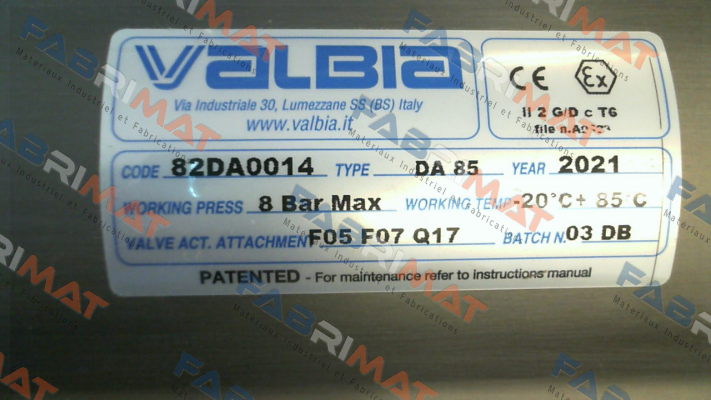 VALBIA
Via Industriale 30, Lumezzane SS (BS) Italy
www.valbia.it
CE Ex
II 2 G/D c T6
file n.
CODE 82DA0014 TYPE DA 85 YEAR 2021
WORKING PRESS 8 Bar Max WORKING TEMP -20°C+ 85°C
VALVE ACT. ATTACHMENT F05 F07 Q17 BATCH N. 03 DB
PATENTED - For maintenance refer to instructions manual
FABRIMAT
Materiaux Industriel et Fabrications